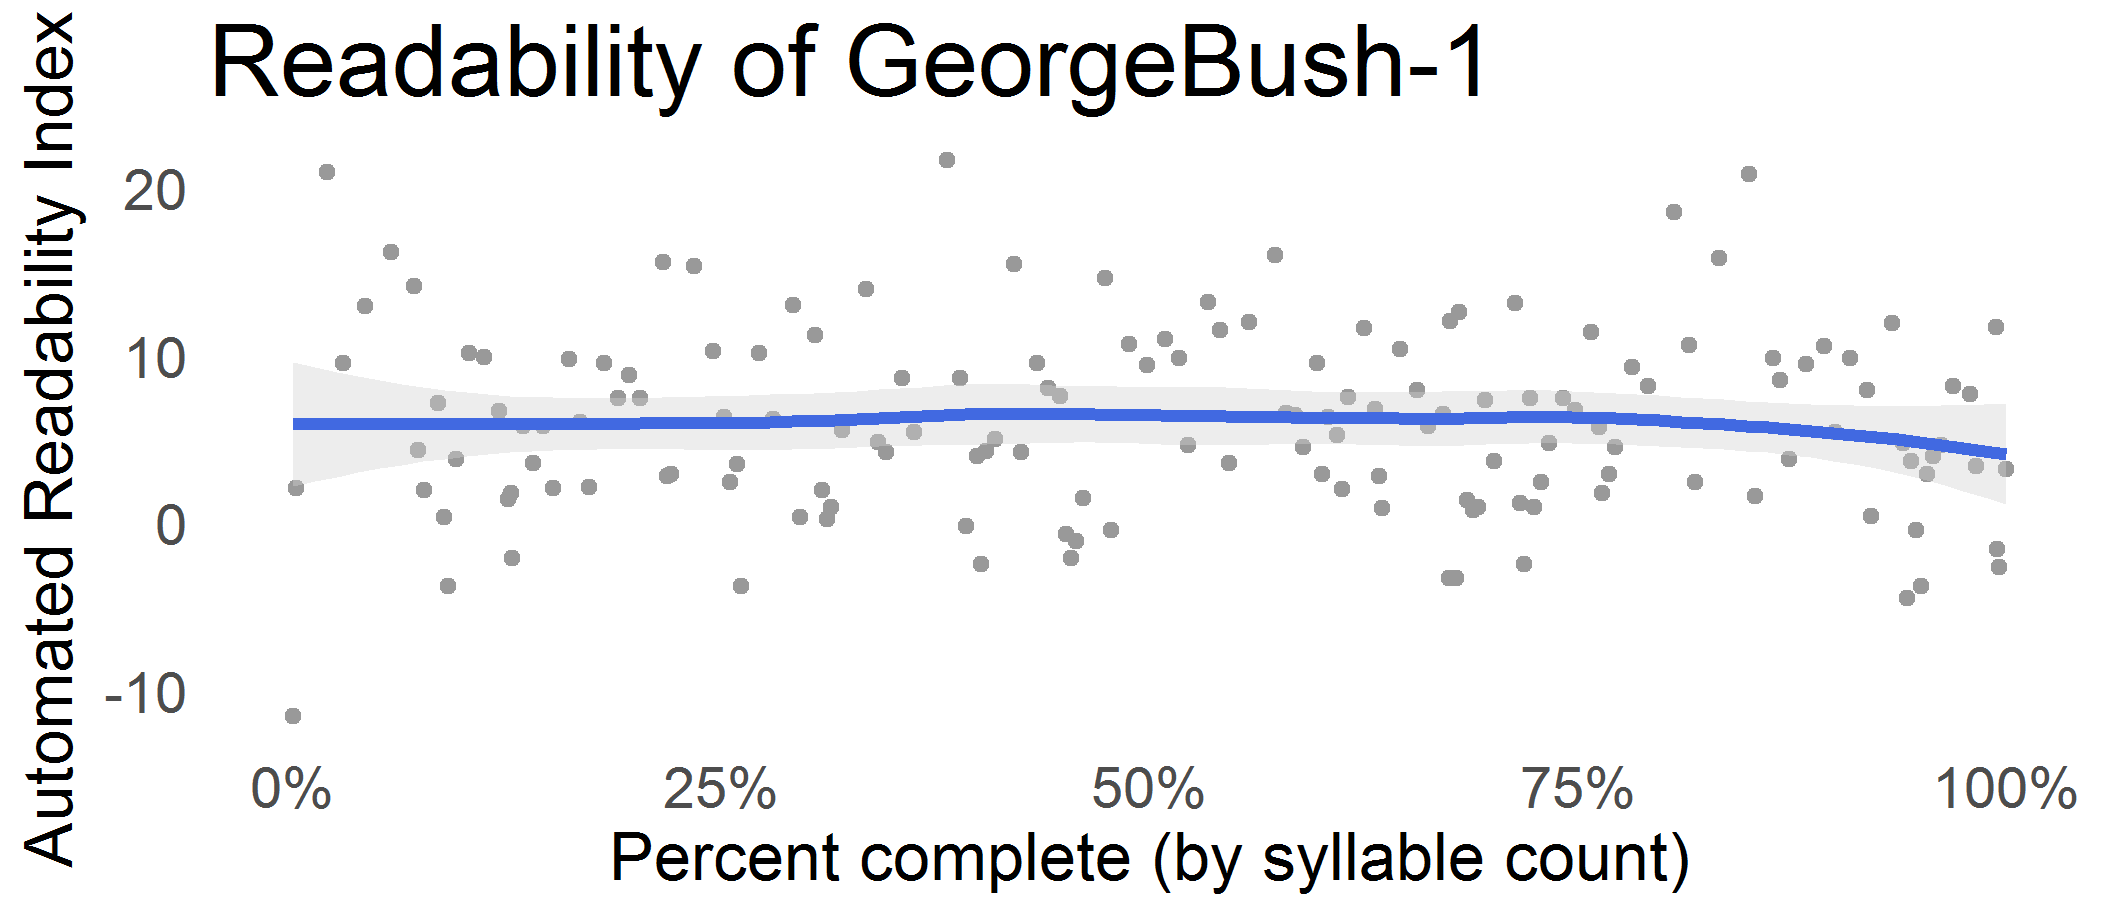 Readability of GeorgeBush-1
Automated Readability Index
20
10
0
-10
0% 25% 50% 75% 100%
Percent complete (by syllable count)